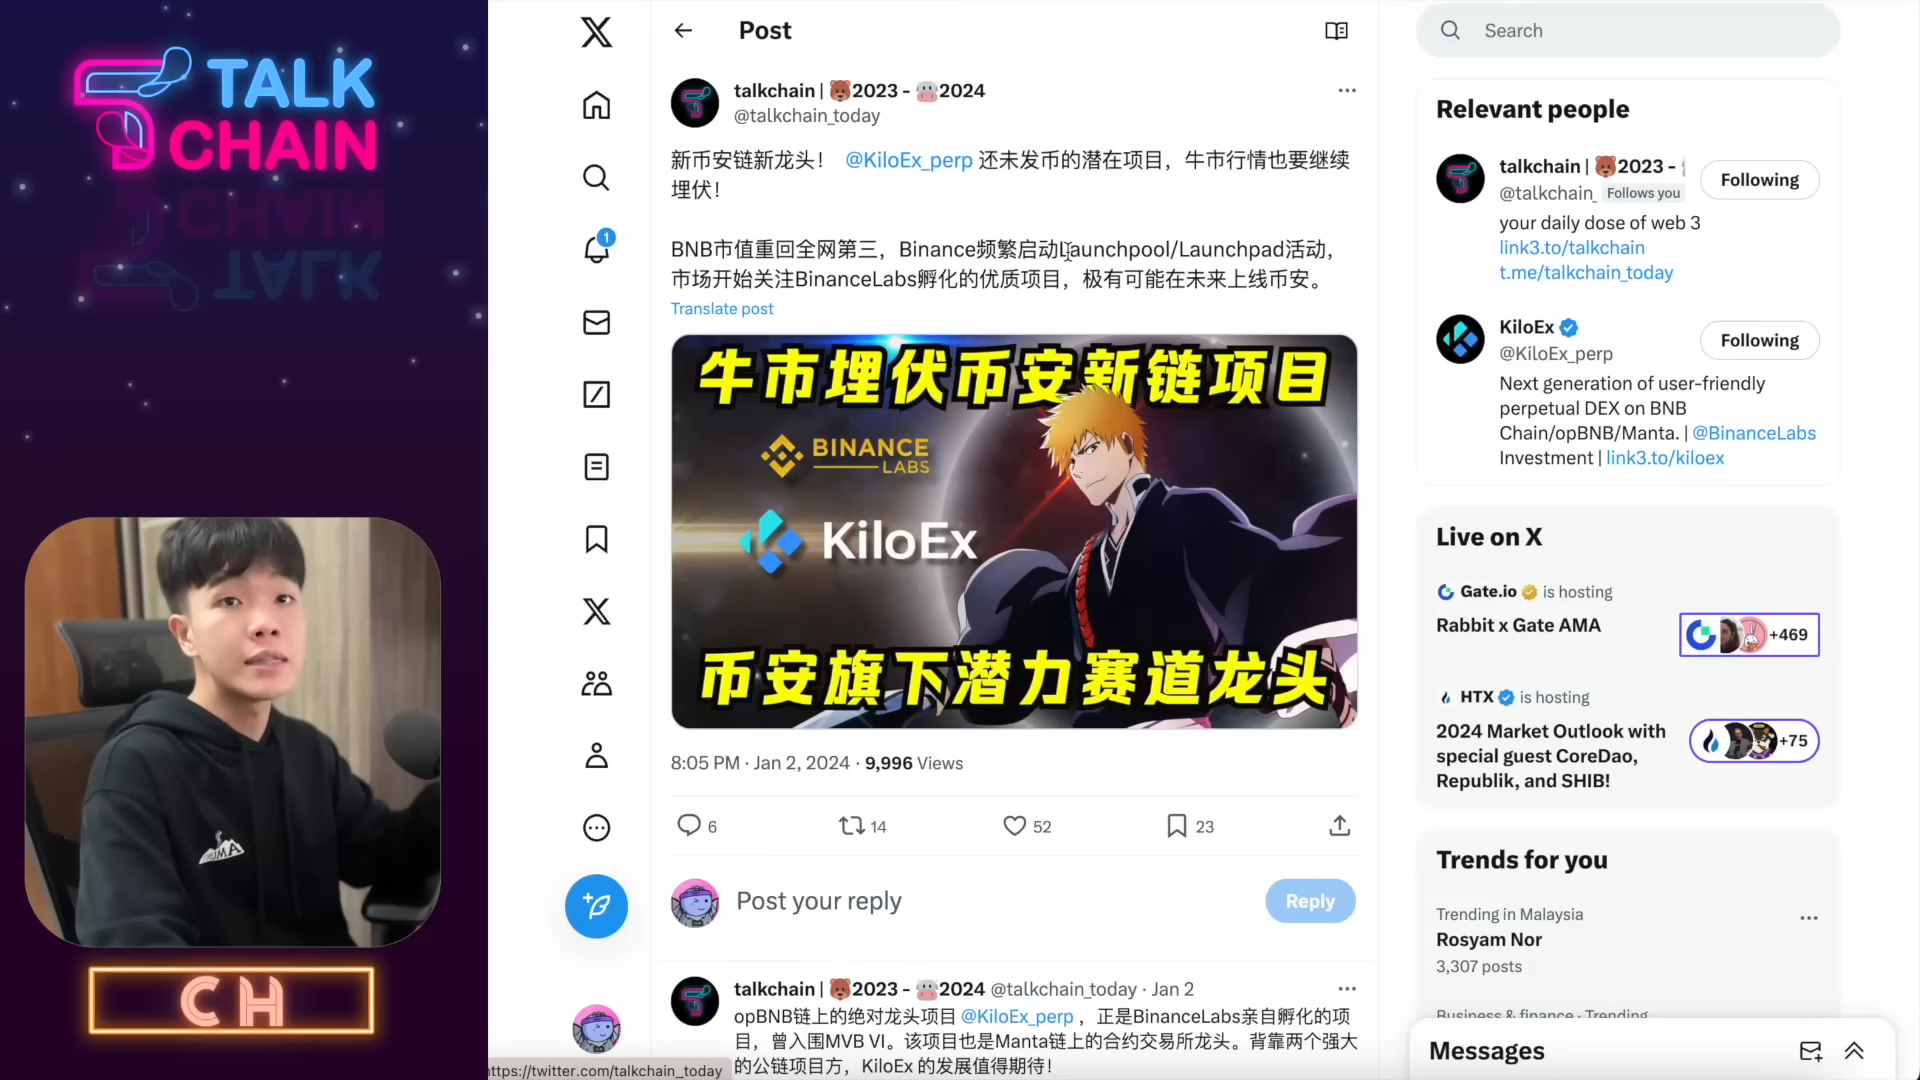 TALK
CHAIN
CH
Post
talkchain | 🐻2023 - 🐮2024
@talkchain_today
新币安链新龙头！ @KiloEx_perp 还未发币的潜在项目，牛市行情也要继续
埋伏！
BNB市值重回全网第三，Binance频繁启动Launchpool/Launchpad活动，
市场开始关注BinanceLabs孵化的优质项目，极有可能在未来上线币安。
Translate post
牛市埋伏币安新链项目
BINANCE
LABS
KiloEx
币安旗下潜力赛道龙头
8:05 PM · Jan 2, 2024 · 9,996 Views
6 14 52 23
Post your reply
Reply
talkchain | 🐻2023 - 🐮2024 @talkchain_today · Jan 2
opBNB链上的绝对龙头项目 @KiloEx_perp ，正是BinanceLabs亲自孵化的项
目，曾入围MVB VI。该项目也是Manta链上的合约交易所龙头。背靠两个强大
的公链项目方，KiloEx 的发展值得期待！
ttps://twitter.com/talkchain_today
1
Search
Relevant people
talkchain | 🐻2023 -
Following
@talkchain_ Follows you
your daily dose of web 3
link3.to/talkchain
t.me/talkchain_today
KiloEx
Following
@KiloEx_perp
Next generation of user-friendly
perpetual DEX on BNB
Chain/opBNB/Manta. | @BinanceLabs
Investment | link3.to/kiloex
Live on X
Gate.io is hosting
Rabbit x Gate AMA
+469
HTX is hosting
2024 Market Outlook with
special guest CoreDao,
Republik, and SHIB!
+75
Trends for you
Trending in Malaysia
Rosyam Nor
3,307 posts
Business & finance · Trending
Messages